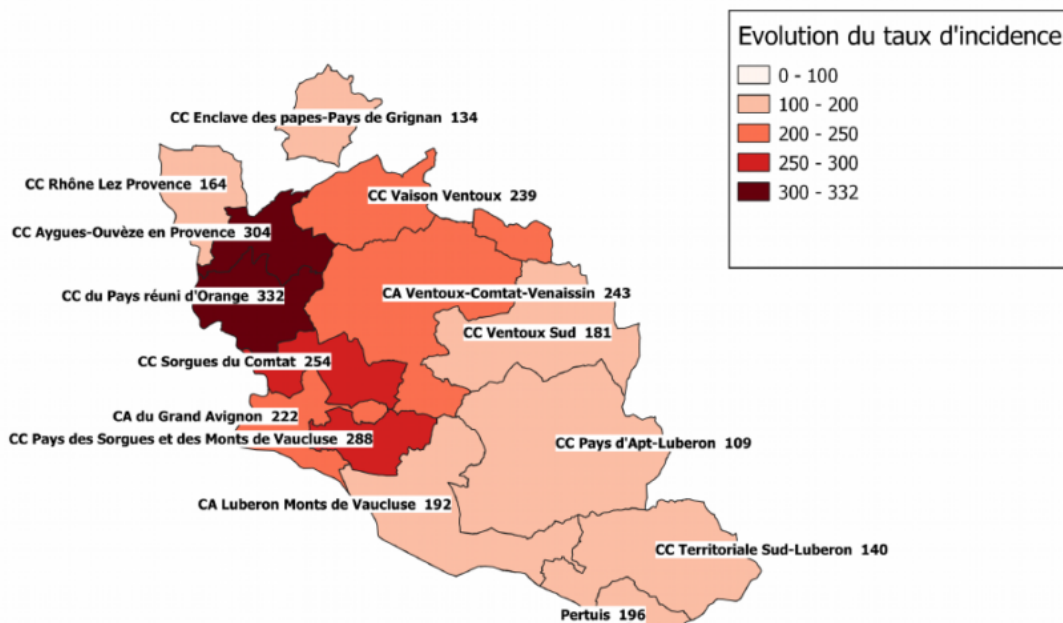 Evolution du taux d'incidence
0 - 100
100 - 200
200 - 250
250 - 300
300 - 332
CC Enclave des papes-Pays de Grignan 134
CC Rhône Lez Provence 164
CC Vaison Ventoux 239
CC Aygues-Ouvèze en Provence 304
CC du Pays réuni d'Orange 332
CA Ventoux-Comtat-Venaissin 243
CC Ventoux Sud 181
CC Sorgues du Comtat 254
CA du Grand Avignon 222
CC Pays des Sorgues et des Monts de Vaucluse 288
CC Pays d'Apt-Luberon 109
CA Luberon Monts de Vaucluse 192
CC Territoriale Sud-Luberon 140
Pertuis 196